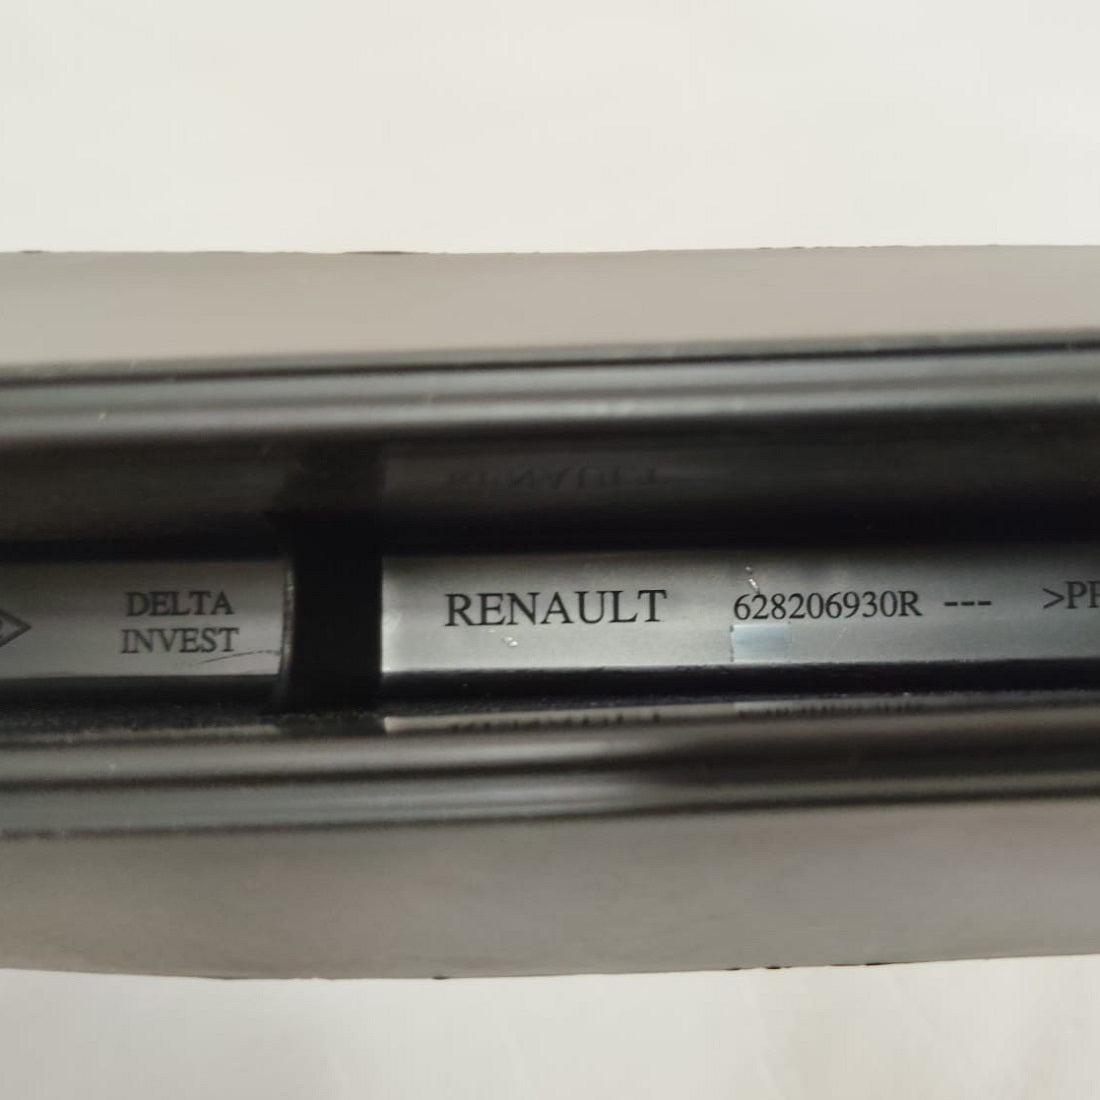 DELTA
INVEST
RENAULT 628206930R --- >PP